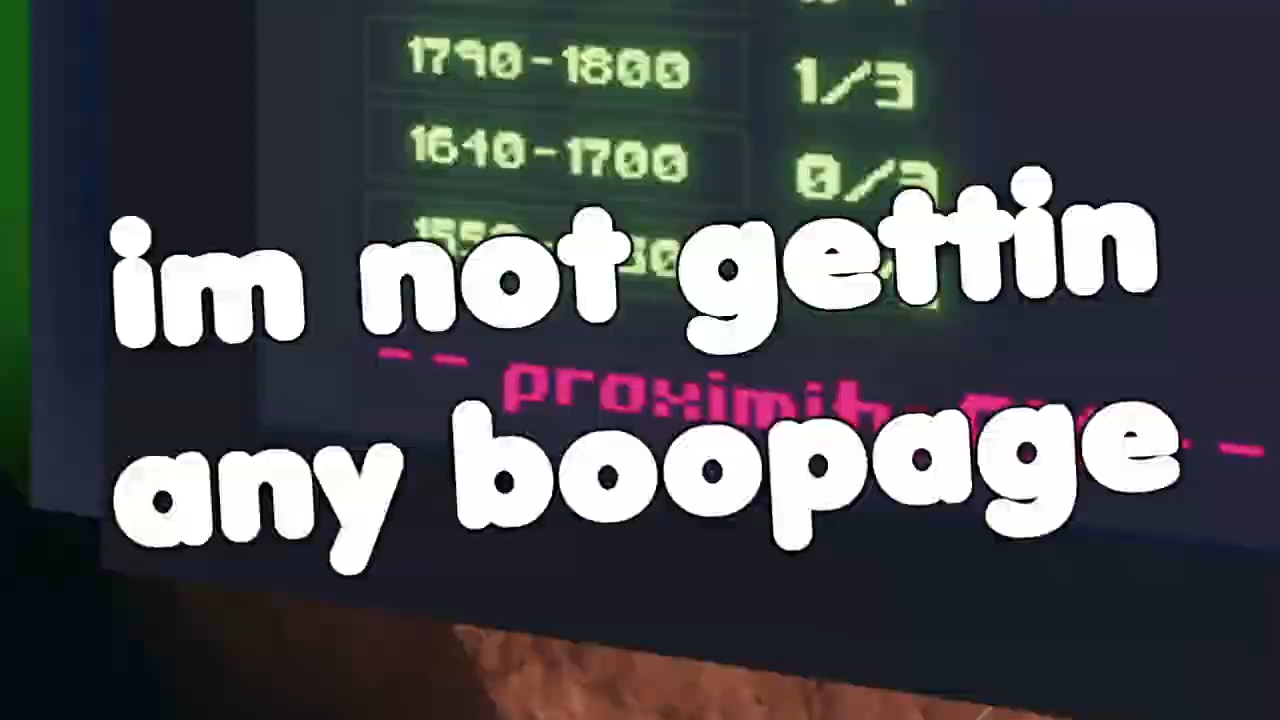 1790-1800 1/3
1640-1700 0/3
im not gettin
any boopage